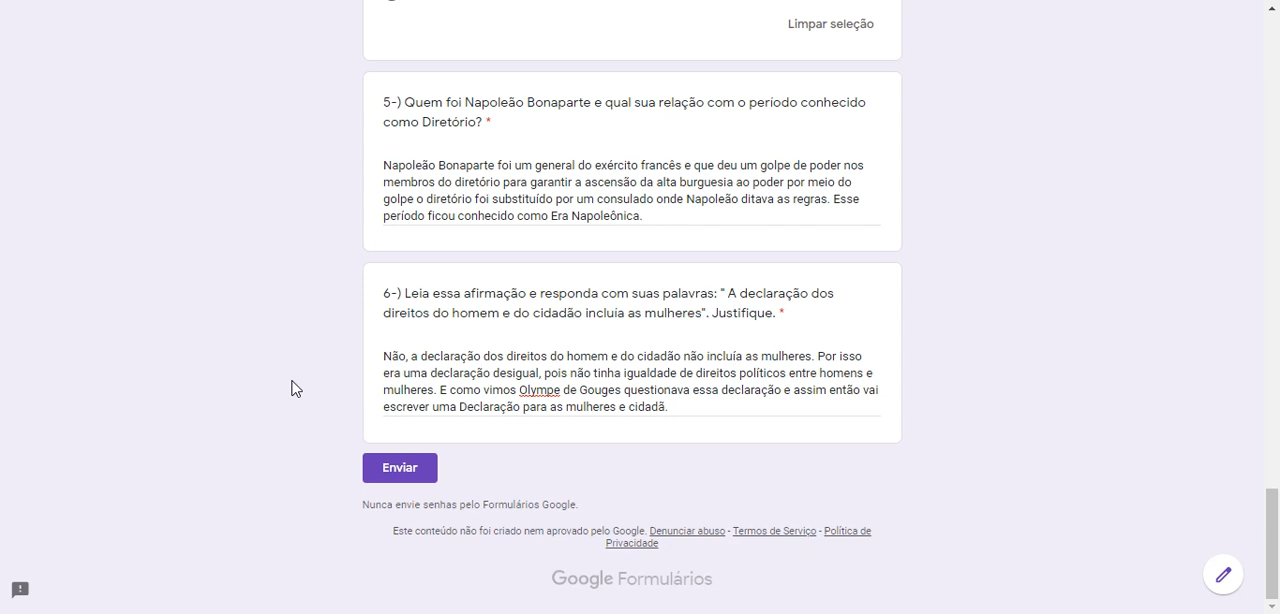 Limpar seleção
5-) Quem foi Napoleão Bonaparte e qual sua relação com o período conhecido
como Diretório? *
Napoleão Bonaparte foi um general do exército francês e que deu um golpe de poder nos
membros do diretório para garantir a ascensão da alta burguesia ao poder por meio do
golpe o diretório foi substituído por um consulado onde Napoleão ditava as regras. Esse
período ficou conhecido como Era Napoleônica.
6-) Leia essa afirmação e responda com suas palavras: " A declaração dos
direitos do homem e do cidadão incluía as mulheres". Justifique. *
Não, a declaração dos direitos do homem e do cidadão não incluía as mulheres. Por isso
era uma declaração desigual, pois não tinha igualdade de direitos políticos entre homens e
mulheres. E como vimos Olympe de Gouges questionava essa declaração e assim então vai
escrever uma Declaração para as mulheres e cidadã.
Enviar
Nunca envie senhas pelo Formulários Google.
Este conteúdo não foi criado nem aprovado pelo Google. Denunciar abuso - Termos de Serviço - Política de
Privacidade
Google Formulários